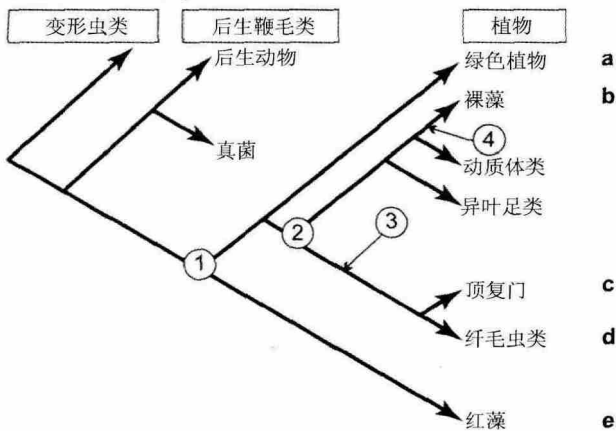 变形虫类 后生鞭毛类 植物
后生动物
绿色植物 a
裸藻 b
④
真菌
动质体类
异叶足类
③
②
①
顶复门 c
纤毛虫类 d
红藻 e